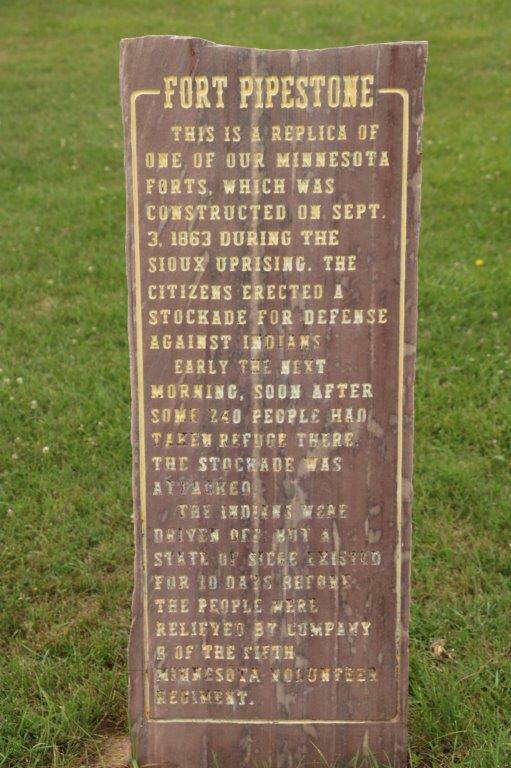 FORT PIPESTONE
THIS IS A REPLICA OF
ONE OF OUR MINNESOTA
FORTS, WHICH WAS
CONSTRUCTED ON SEPT.
3, 1863 DURING THE
SIOUX UPRISING. THE
CITIZENS ERECTED A
STOCKADE FOR DEFENSE
AGAINST INDIANS
EARLY THE NEXT
MORNING, SOON AFTER
SOME 240 PEOPLE HAD
TAKEN REFUGE THERE.
THE STOCKADE WAS
ATTACKED
THE INDIANS WERE
DRIVEN OFF BUT A
STATE OF SIEGE EXISTED
FOR 10 DAYS BEFORE
THE PEOPLE WERE
RELIEVED BY COMPANY
OF THE FIFTH
MINNESOTA VOLUNTEER
REGIMENT.